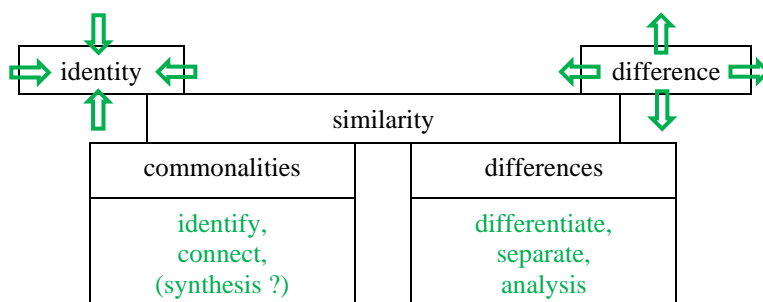 identity
difference
similarity
commonalities
differences
identify,
connect,
(synthesis ?)
differentiate,
separate,
analysis